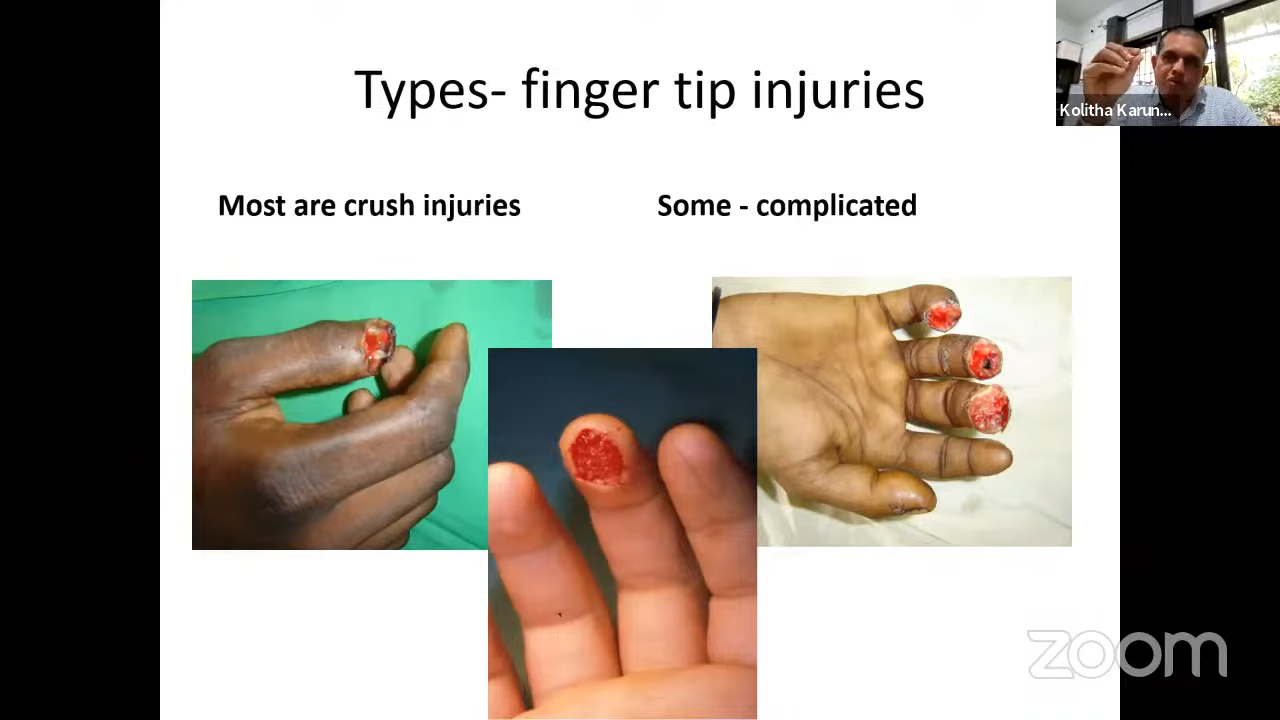 Types- finger tip injuries
Kolitha Karun...
Most are crush injuries
Some - complicated
zoom